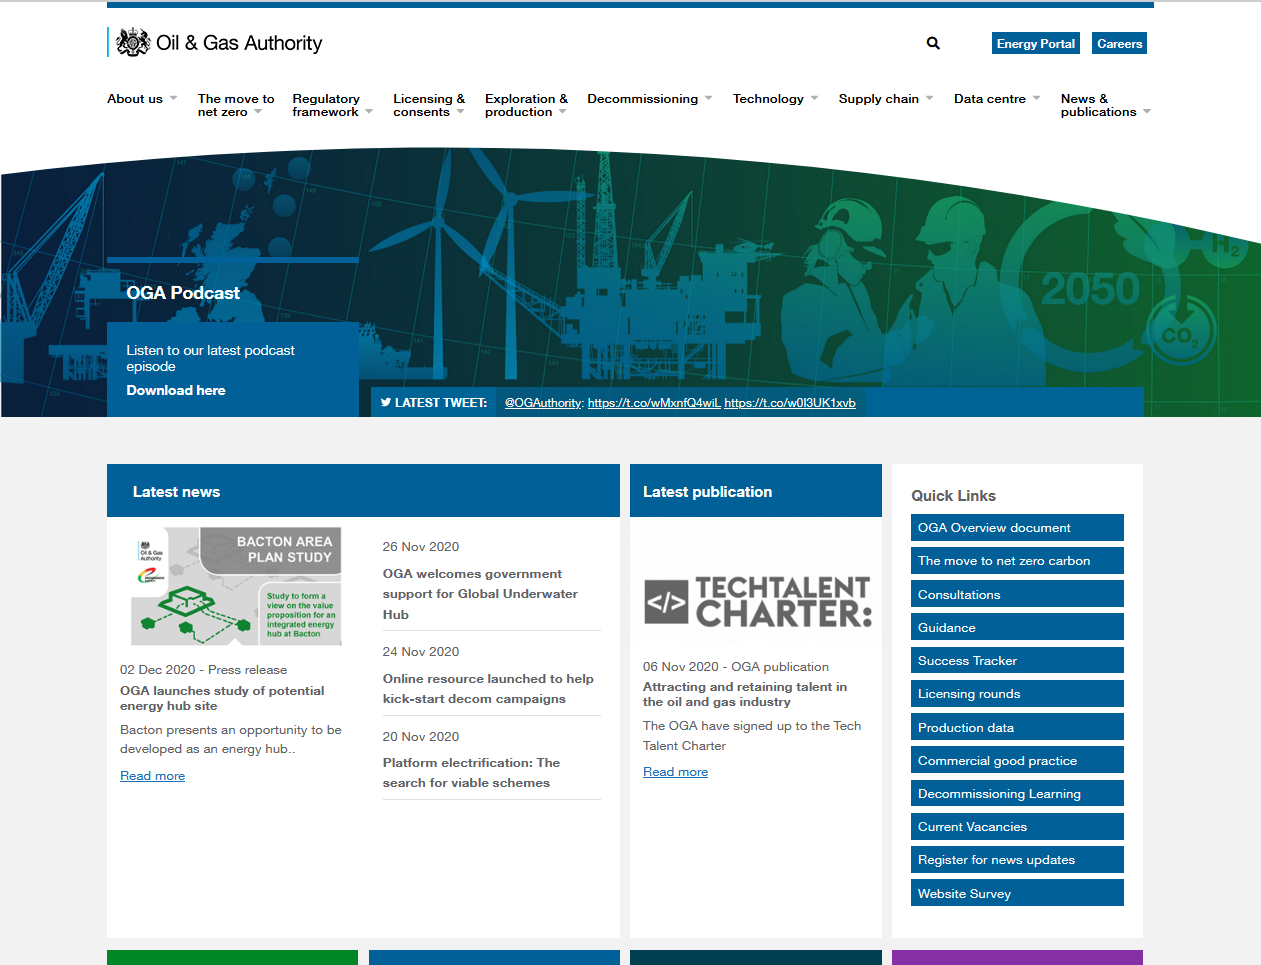 Oil & Gas Authority
Energy Portal
Careers
About us
The move to
net zero
Regulatory
framework
Licensing &
consents
Exploration &
production
Decommissioning
Technology
Supply chain
Data centre
News &
publications
2050
H2
CO2
OGA Podcast
Listen to our latest podcast
episode
Download here
LATEST TWEET: @OGAuthority: https://t.co/wMxnfQ4wiL https://t.co/w0I3UK1xvb
Latest news
BACTON AREA
PLAN STUDY
Oil & Gas
Authority
Study to form a
view on the value
proposition for an
integrated energy
hub at Bacton
02 Dec 2020 - Press release
OGA launches study of potential
energy hub site
Bacton presents an opportunity to be
developed as an energy hub..
Read more
26 Nov 2020
OGA welcomes government
support for Global Underwater
Hub
24 Nov 2020
Online resource launched to help
kick-start decom campaigns
20 Nov 2020
Platform electrification: The
search for viable schemes
Latest publication
</> TECHTALENT
CHARTER:
06 Nov 2020 - OGA publication
Attracting and retaining talent in
the oil and gas industry
The OGA have signed up to the Tech
Talent Charter
Read more
Quick Links
OGA Overview document
The move to net zero carbon
Consultations
Guidance
Success Tracker
Licensing rounds
Production data
Commercial good practice
Decommissioning Learning
Current Vacancies
Register for news updates
Website Survey